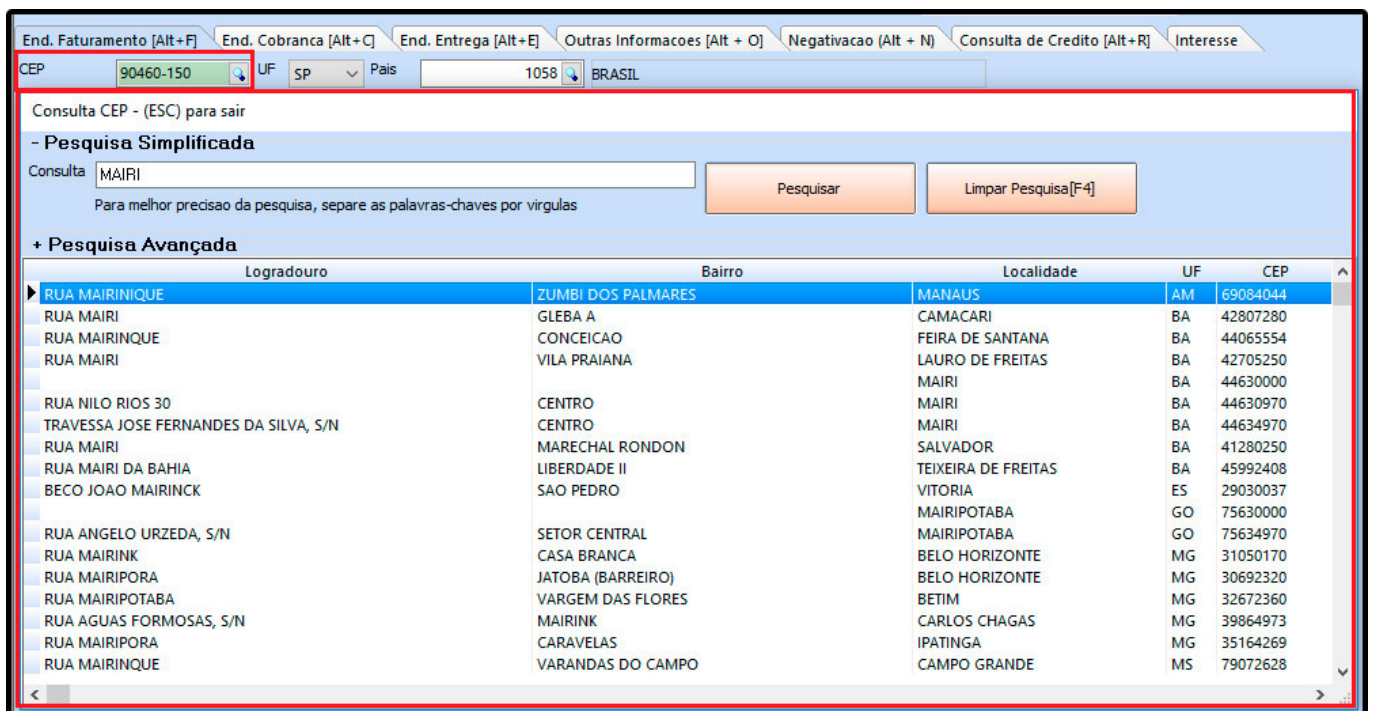 End. Faturamento [Alt+F] End. Cobranca [Alt+C] End. Entrega [Alt+E] Outras Informacoes [Alt + O] Negativacao (Alt + N) Consulta de Credito [Alt+R] Interesse
CEP 90460-150 UF SP Pais 1058 BRASIL
Consulta CEP - (ESC) para sair
- Pesquisa Simplificada
Consulta MAIRI Pesquisar Limpar Pesquisa[F4]
Para melhor precisao da pesquisa, separe as palavras-chaves por virgulas
+ Pesquisa Avançada
Logradouro Bairro Localidade UF CEP
RUA MAIRINIQUE ZUMBI DOS PALMARES MANAUS AM 69084044
RUA MAIRI GLEBA A CAMACARI BA 42807280
RUA MAIRINQUE CONCEICAO FEIRA DE SANTANA BA 44065554
RUA MAIRI VILA PRAIANA LAURO DE FREITAS BA 42705250
MAIRI BA 44630000
RUA NILO RIOS 30 CENTRO MAIRI BA 44630970
TRAVESSA JOSE FERNANDES DA SILVA, S/N CENTRO MAIRI BA 44634970
RUA MAIRI MARECHAL RONDON SALVADOR BA 41280250
RUA MAIRI DA BAHIA LIBERDADE II TEIXEIRA DE FREITAS BA 45992408
BECO JOAO MAIRINCK SAO PEDRO VITORIA ES 29030037
MAIRIPOTABA GO 75630000
RUA ANGELO URZEDA, S/N SETOR CENTRAL MAIRIPOTABA GO 75634970
RUA MAIRINK CASA BRANCA BELO HORIZONTE MG 31050170
RUA MAIRIPORA JATOBA (BARREIRO) BELO HORIZONTE MG 30692320
RUA MAIRIPOTABA VARGEM DAS FLORES BETIM MG 32672360
RUA AGUAS FORMOSAS, S/N MAIRINK CARLOS CHAGAS MG 39864973
RUA MAIRIPORA CARAVELAS IPATINGA MG 35164269
RUA MAIRINQUE VARANDAS DO CAMPO CAMPO GRANDE MS 79072628